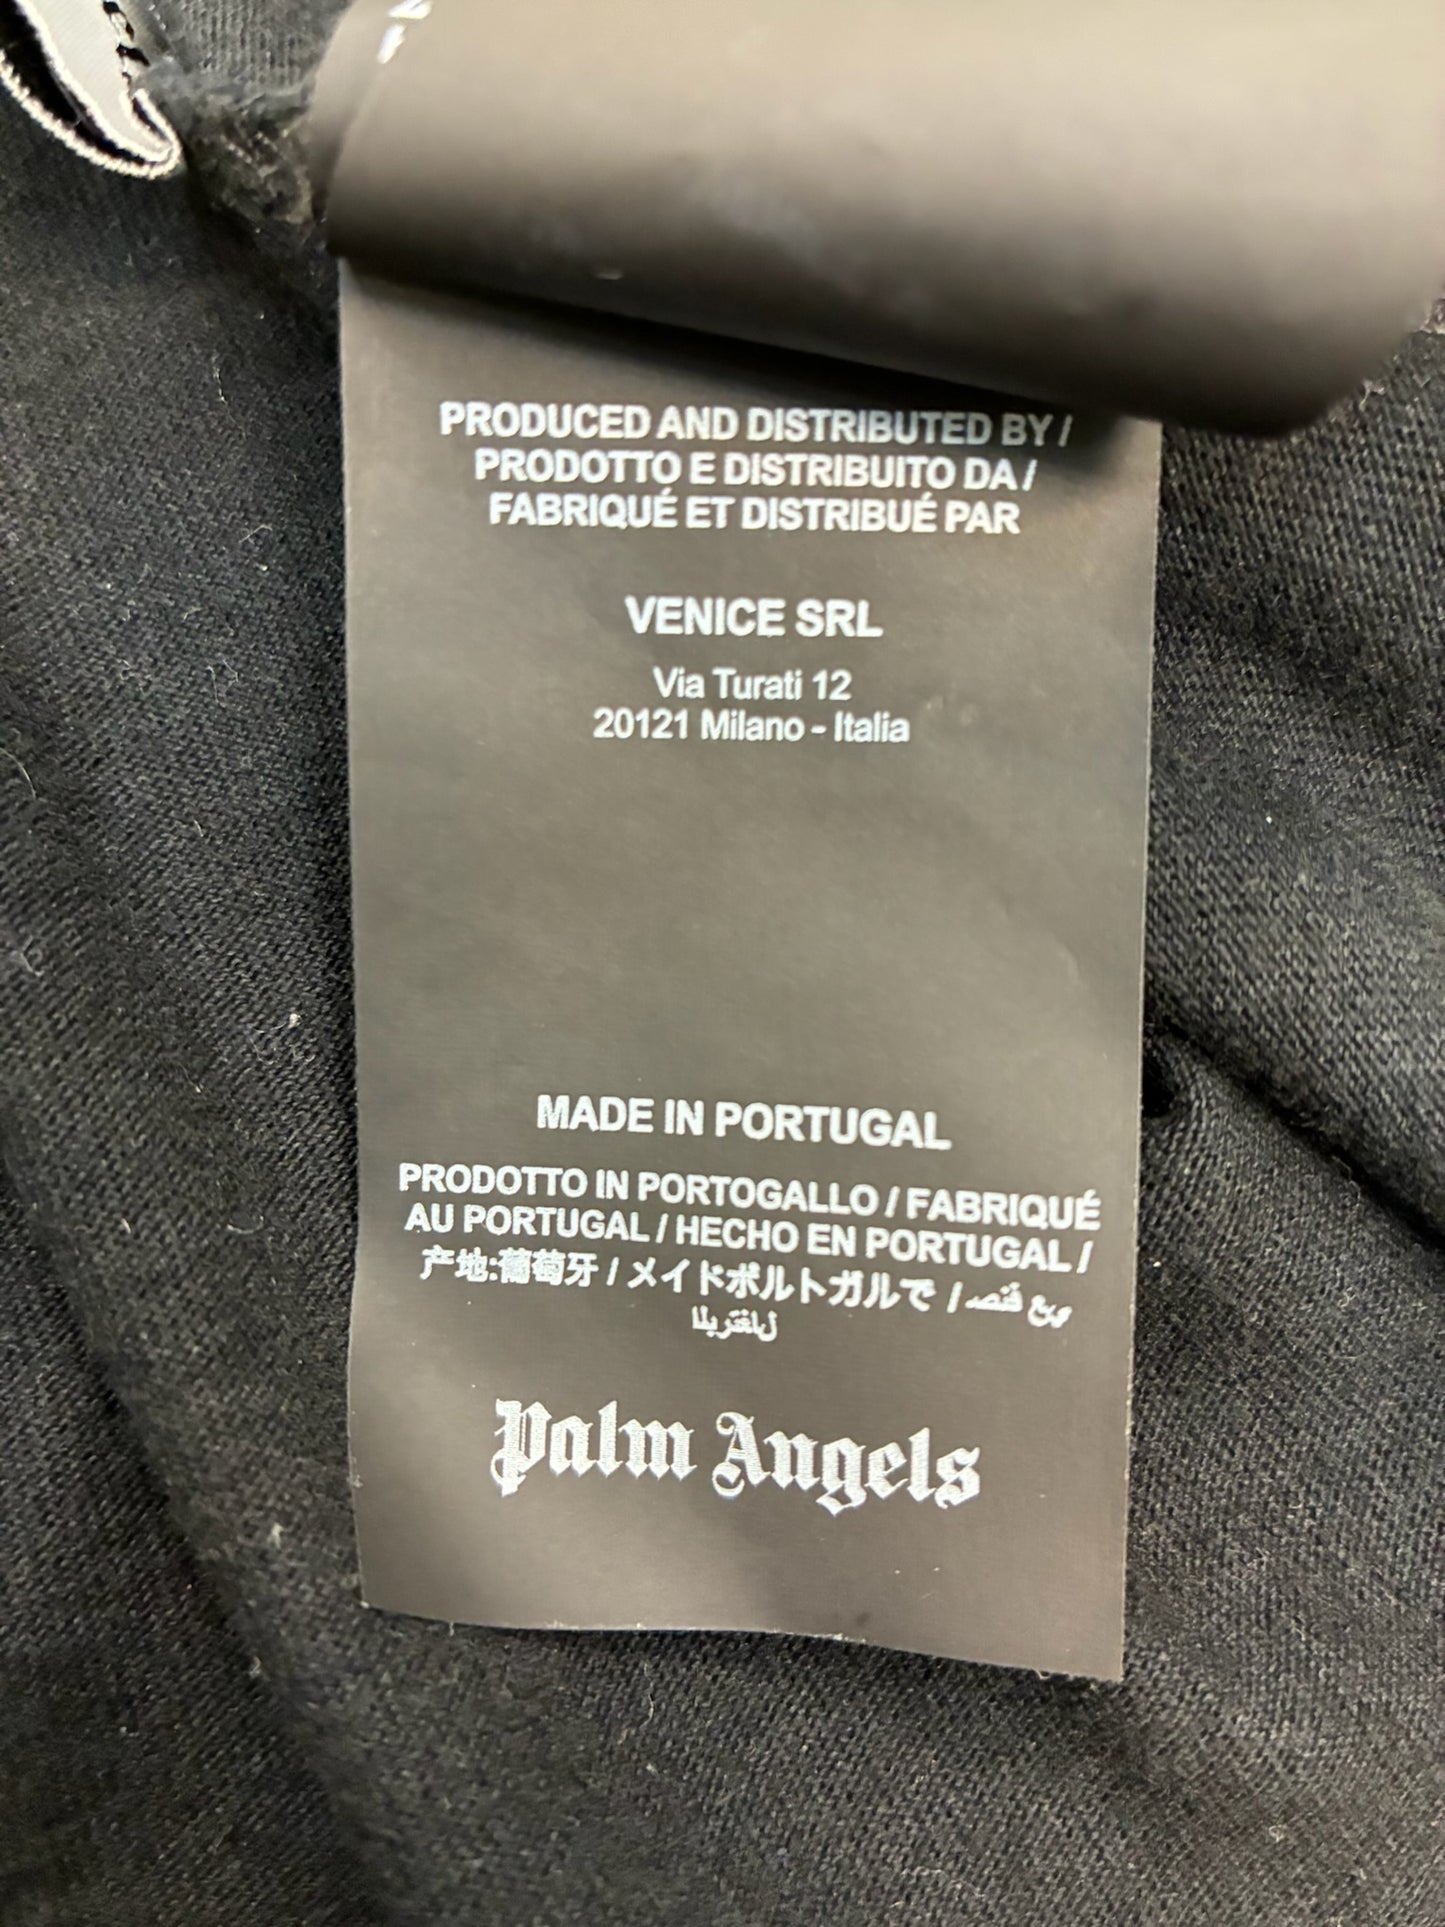 PRODUCED AND DISTRIBUTED BY /
PRODOTTO E DISTRIBUITO DA /
FABRIQUÉ ET DISTRIBUÉ PAR
VENICE SRL
Via Turati 12
20121 Milano - Italia
MADE IN PORTUGAL
PRODOTTO IN PORTOGALLO / FABRIQUÉ
AU PORTUGAL / HECHO EN PORTUGAL /
产地:葡萄牙 / メイドポルトガルで /
Palm Angels